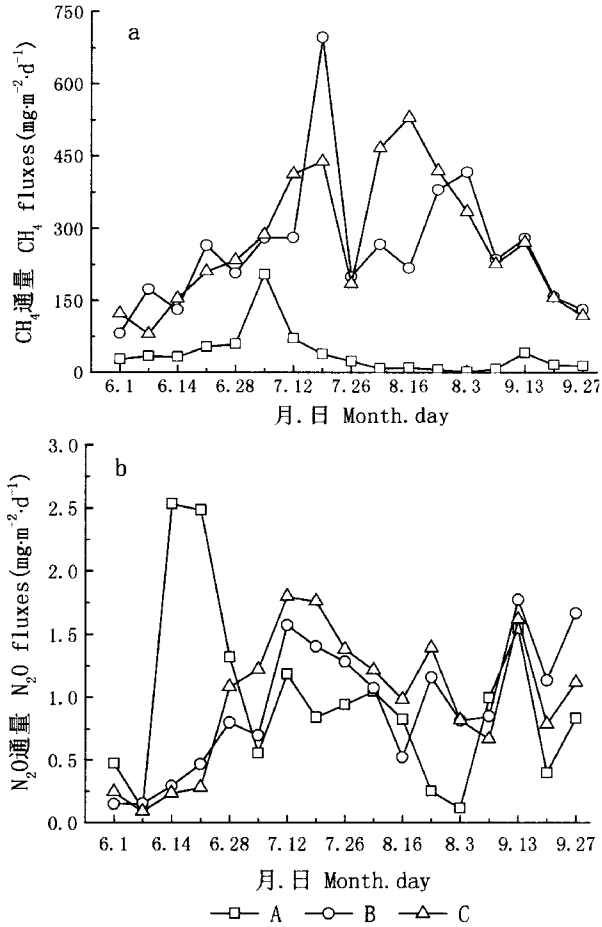 a
CH₄通量 CH₄ fluxes(mg·m⁻²·d⁻¹)
750
600
450
300
150
0
6.1 6.14 6.28 7.12 7.26 8.16 8.3 9.13 9.27
月.日 Month.day
b
N₂O通量 N₂O fluxes(mg·m⁻²·d⁻¹)
3.0
2.5
2.0
1.5
1.0
0.5
0.0
6.1 6.14 6.28 7.12 7.26 8.16 8.3 9.13 9.27
月.日 Month.day
A B C